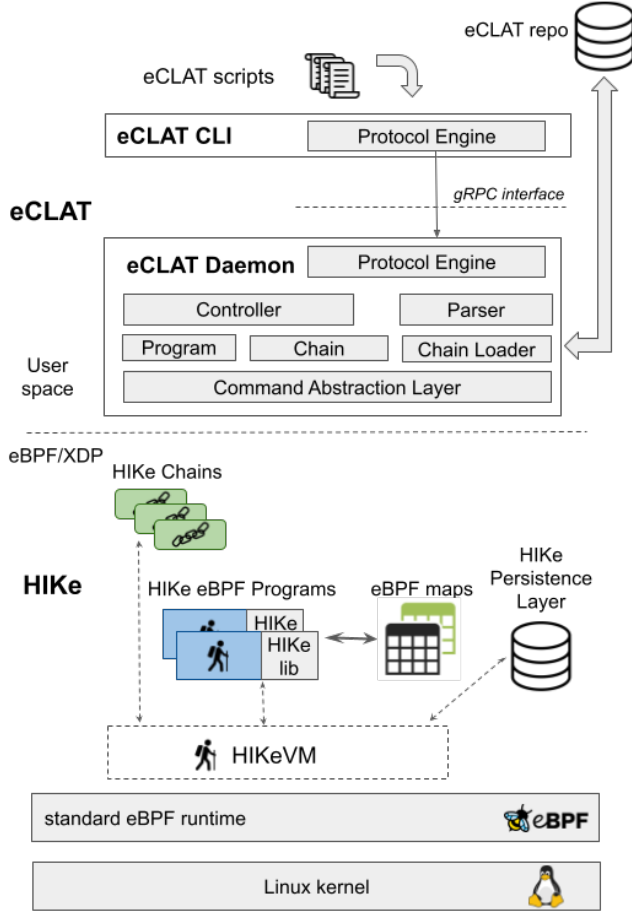 eCLAT repo
eCLAT scripts
eCLAT CLI
Protocol Engine
gRPC interface
eCLAT
eCLAT Daemon
Protocol Engine
Controller
Parser
Program
Chain
Chain Loader
User
space
Command Abstraction Layer
eBPF/XDP
HIKe Chains
HIKe
HIKe
Persistence
Layer
HIKe eBPF Programs
eBPF maps
HIKe
HIKe
lib
HIKeVM
standard eBPF runtime
eBPF
Linux kernel